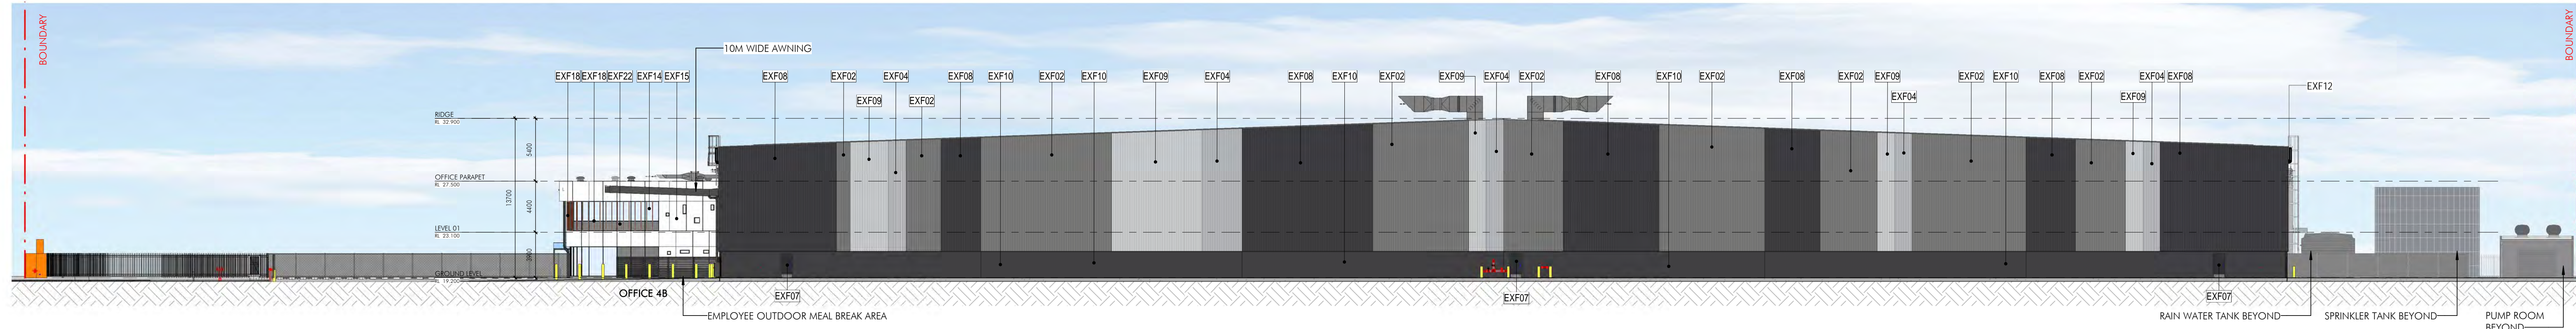 BOUNDARY
BOUNDARY
10M WIDE AWNING
EXF18 EXF18 EXF22 EXF14 EXF15 EXF08 EXF02 EXF04 EXF08 EXF10 EXF02 EXF10 EXF09 EXF04 EXF08 EXF10 EXF02 EXF09 EXF04 EXF02 EXF08 EXF10 EXF02 EXF08 EXF02 EXF09 EXF02 EXF10 EXF08 EXF02 EXF04 EXF08
EXF12
EXF09 EXF02 EXF04 EXF09
RIDGE
RL 32.900
5400
OFFICE PARAPET
RL 27.500
13700
4400
LEVEL 01
RL 23.100
3900
GROUND LEVEL
RL 19.200
OFFICE 4B
EXF07
EXF07
EXF07
EMPLOYEE OUTDOOR MEAL BREAK AREA
RAIN WATER TANK BEYOND
SPRINKLER TANK BEYOND
PUMP ROOM
BEYOND